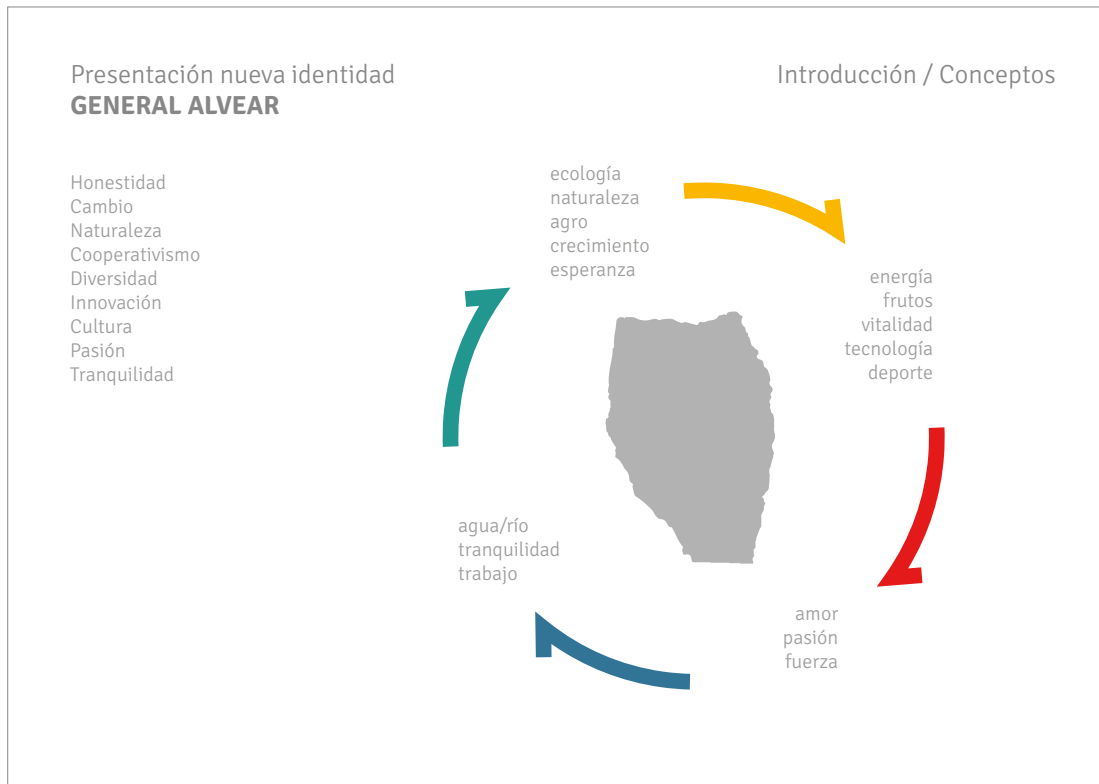 Presentación nueva identidad
GENERAL ALVEAR
Introducción / Conceptos
Honestidad
Cambio
Naturaleza
Cooperativismo
Diversidad
Innovación
Cultura
Pasión
Tranquilidad
ecología
naturaleza
agro
crecimiento
esperanza
energía
frutos
vitalidad
tecnología
deporte
agua/río
tranquilidad
trabajo
amor
pasión
fuerza